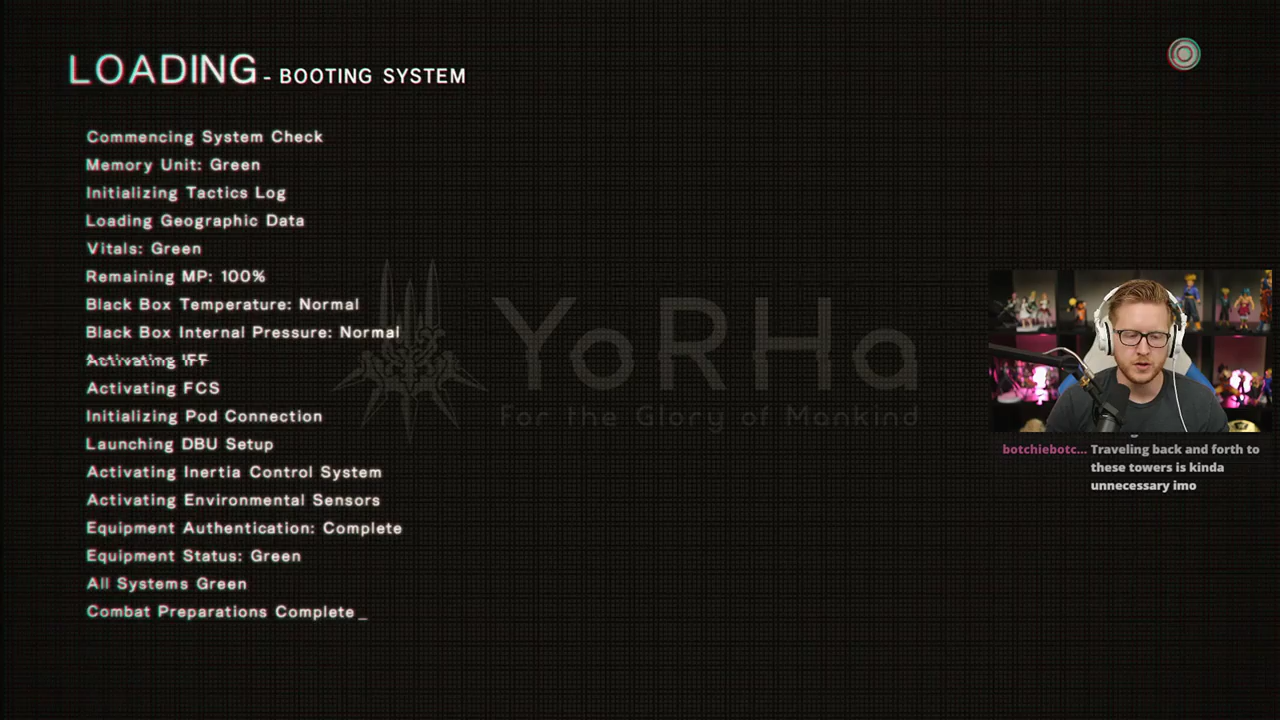 LOADING - BOOTING SYSTEM
Commencing System Check
Memory Unit: Green
Initializing Tactics Log
Loading Geographic Data
Vitals: Green
Remaining MP: 100%
Black Box Temperature: Normal
Black Box Internal Pressure: Normal
Activating IFF
Activating FCS
Initializing Pod Connection
Launching DBU Setup
Activating Inertia Control System
Activating Environmental Sensors
Equipment Authentication: Complete
Equipment Status: Green
All Systems Green
Combat Preparations Complete _
YoRHa
For the Glory of Mankind
botchiebotc... Traveling back and forth to
these towers is kinda
unnecessary imo